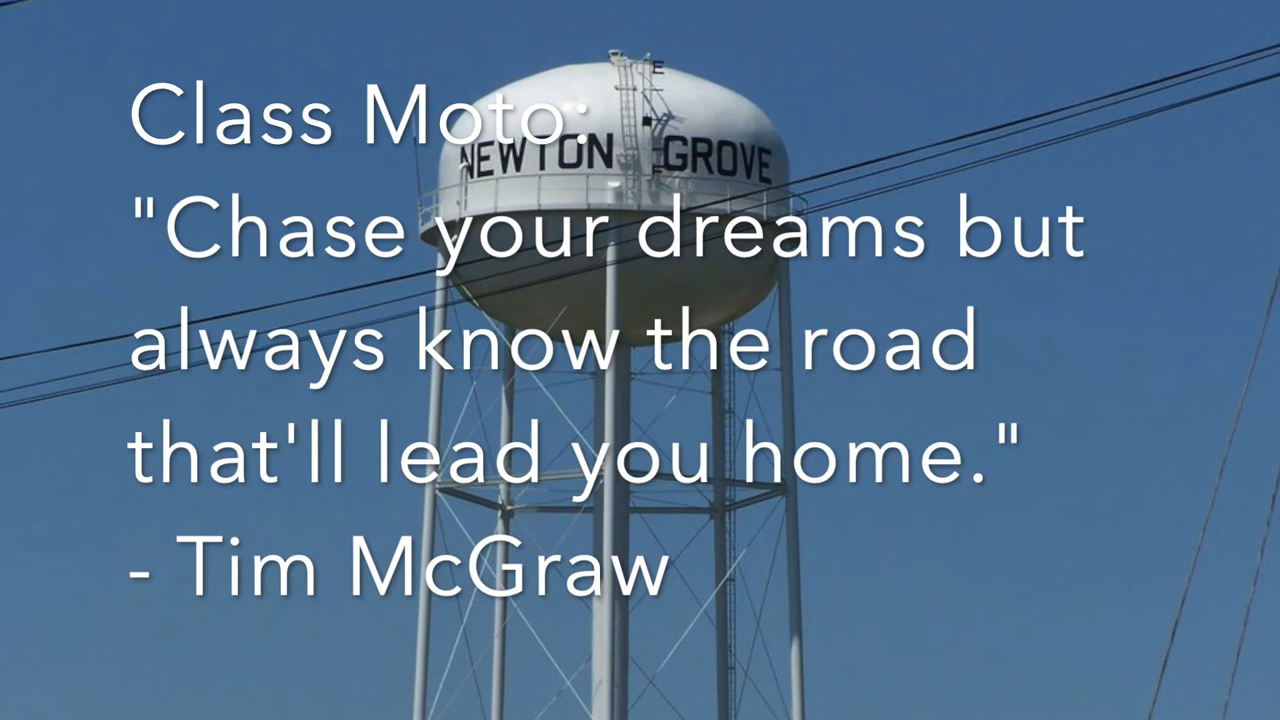 Class Moto:
NEWTON GROVE
"Chase your dreams but
always know the road
that'll lead you home."
- Tim McGraw